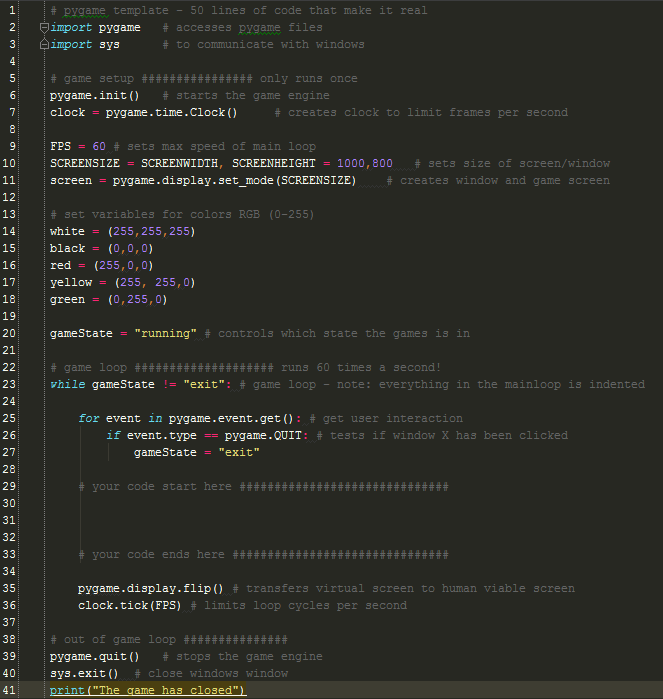 1 # pygame template - 50 lines of code that make it real
2 import pygame # accesses pygame files
3 import sys # to communicate with windows
4
5 # game setup ################ only runs once
6 pygame.init() # starts the game engine
7 clock = pygame.time.Clock() # creates clock to limit frames per second
8
9 FPS = 60 # sets max speed of main loop
10 SCREENSIZE = SCREENWIDTH, SCREENHEIGHT = 1000,800 # sets size of screen/window
11 screen = pygame.display.set_mode(SCREENSIZE) # creates window and game screen
12
13 # set variables for colors RGB (0-255)
14 white = (255,255,255)
15 black = (0,0,0)
16 red = (255,0,0)
17 yellow = (255, 255,0)
18 green = (0,255,0)
19
20 gameState = "running" # controls which state the games is in
21
22 # game loop #################### runs 60 times a second!
23 while gameState != "exit": # game loop - note: everything in the mainloop is indented
24
25 for event in pygame.event.get(): # get user interaction
26 if event.type == pygame.QUIT: # tests if window X has been clicked
27 gameState = "exit"
28
29 # your code start here ##############################
30
31
32
33 # your code ends here ###############################
34
35 pygame.display.flip() # transfers virtual screen to human viable screen
36 clock.tick(FPS) # limits loop cycles per second
37
38 # out of game loop ###############
39 pygame.quit() # stops the game engine
40 sys.exit() # close windows window
41 print("The game has closed")